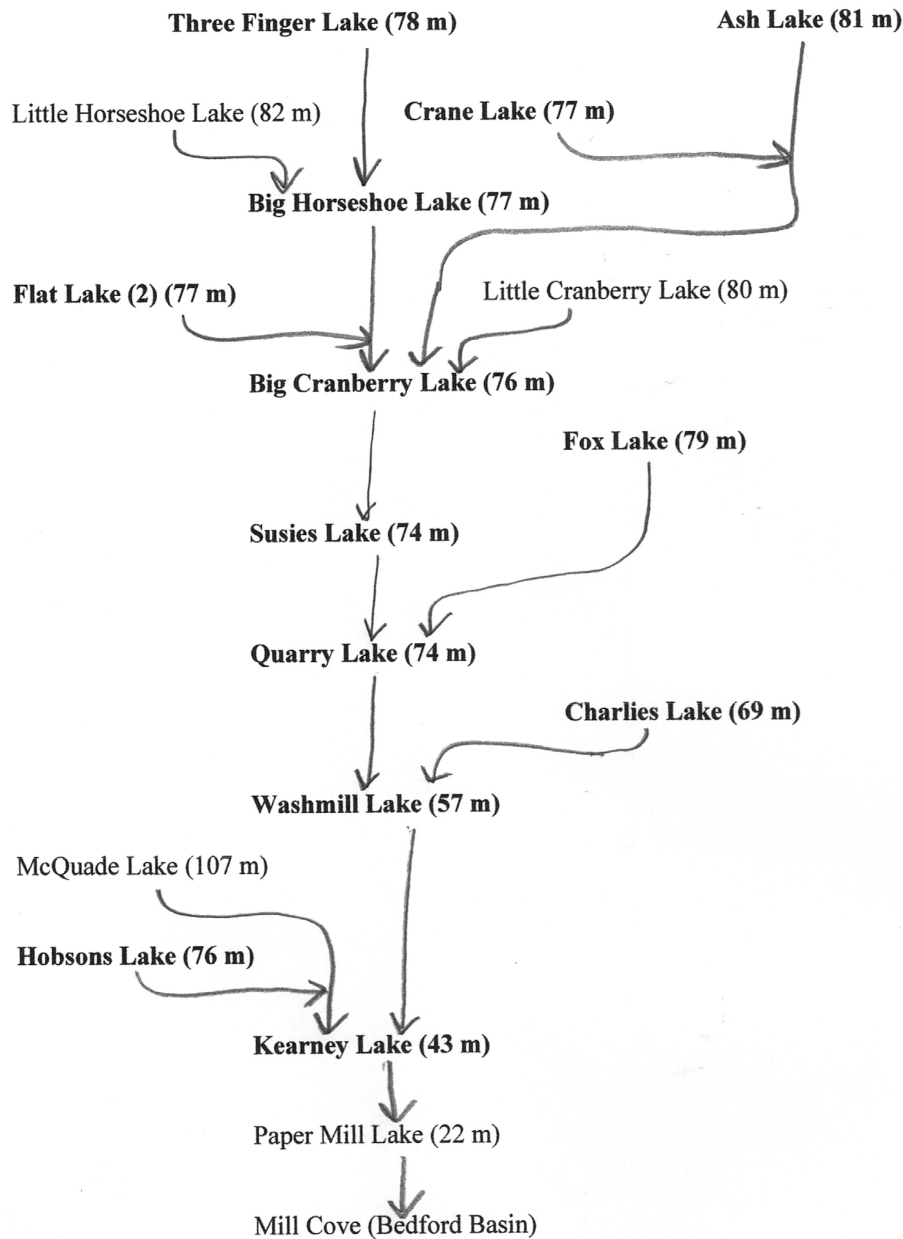 Three Finger Lake (78 m)
Ash Lake (81 m)
Little Horseshoe Lake (82 m)
Crane Lake (77 m)
Big Horseshoe Lake (77 m)
Flat Lake (2) (77 m)
Little Cranberry Lake (80 m)
Big Cranberry Lake (76 m)
Fox Lake (79 m)
Susies Lake (74 m)
Quarry Lake (74 m)
Charlies Lake (69 m)
Washmill Lake (57 m)
McQuade Lake (107 m)
Hobsons Lake (76 m)
Kearney Lake (43 m)
Paper Mill Lake (22 m)
Mill Cove (Bedford Basin)